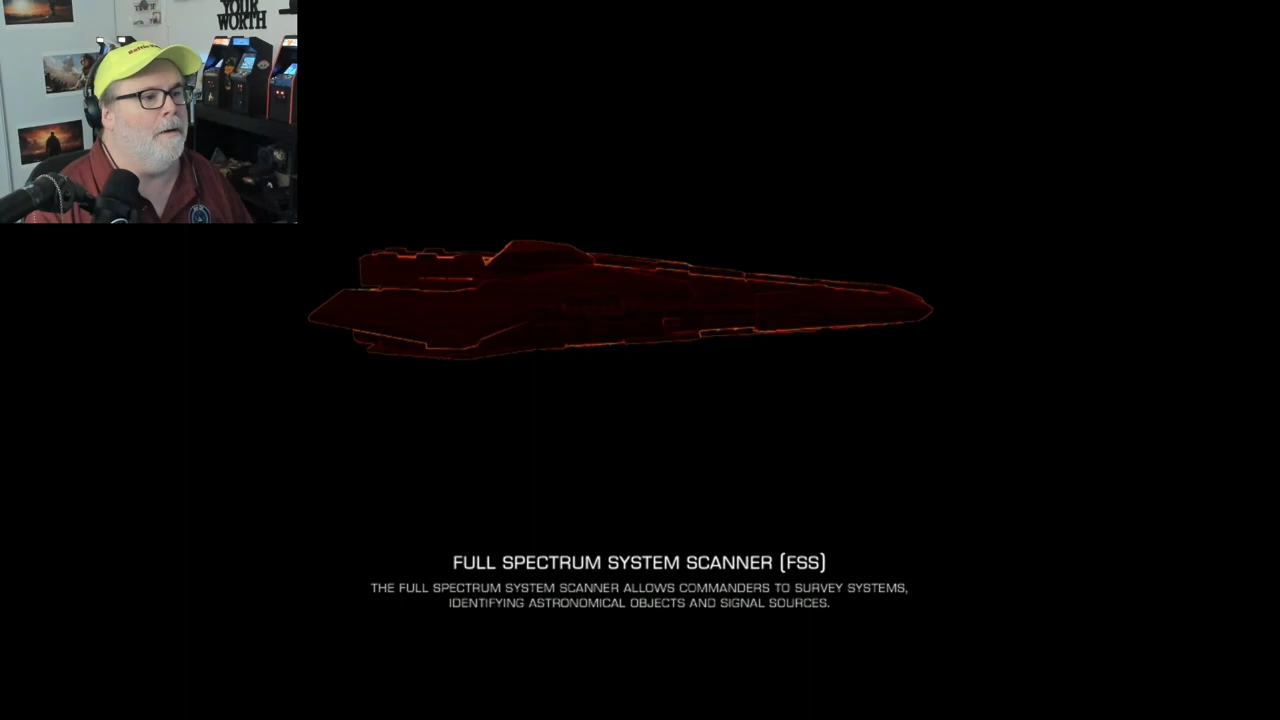 YOUR
WORTH
FULL SPECTRUM SYSTEM SCANNER (FSS)
THE FULL SPECTRUM SYSTEM SCANNER ALLOWS COMMANDERS TO SURVEY SYSTEMS,
IDENTIFYING ASTRONOMICAL OBJECTS AND SIGNAL SOURCES.